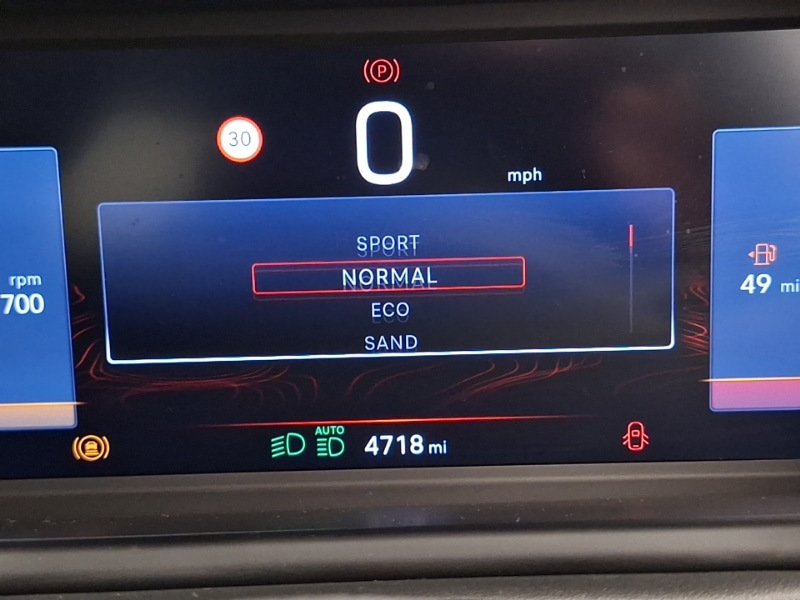 (P)
30
0
mph
SPORT
NORMAL
ECO
SAND
rpm
700
49 mi
AUTO
4718 mi